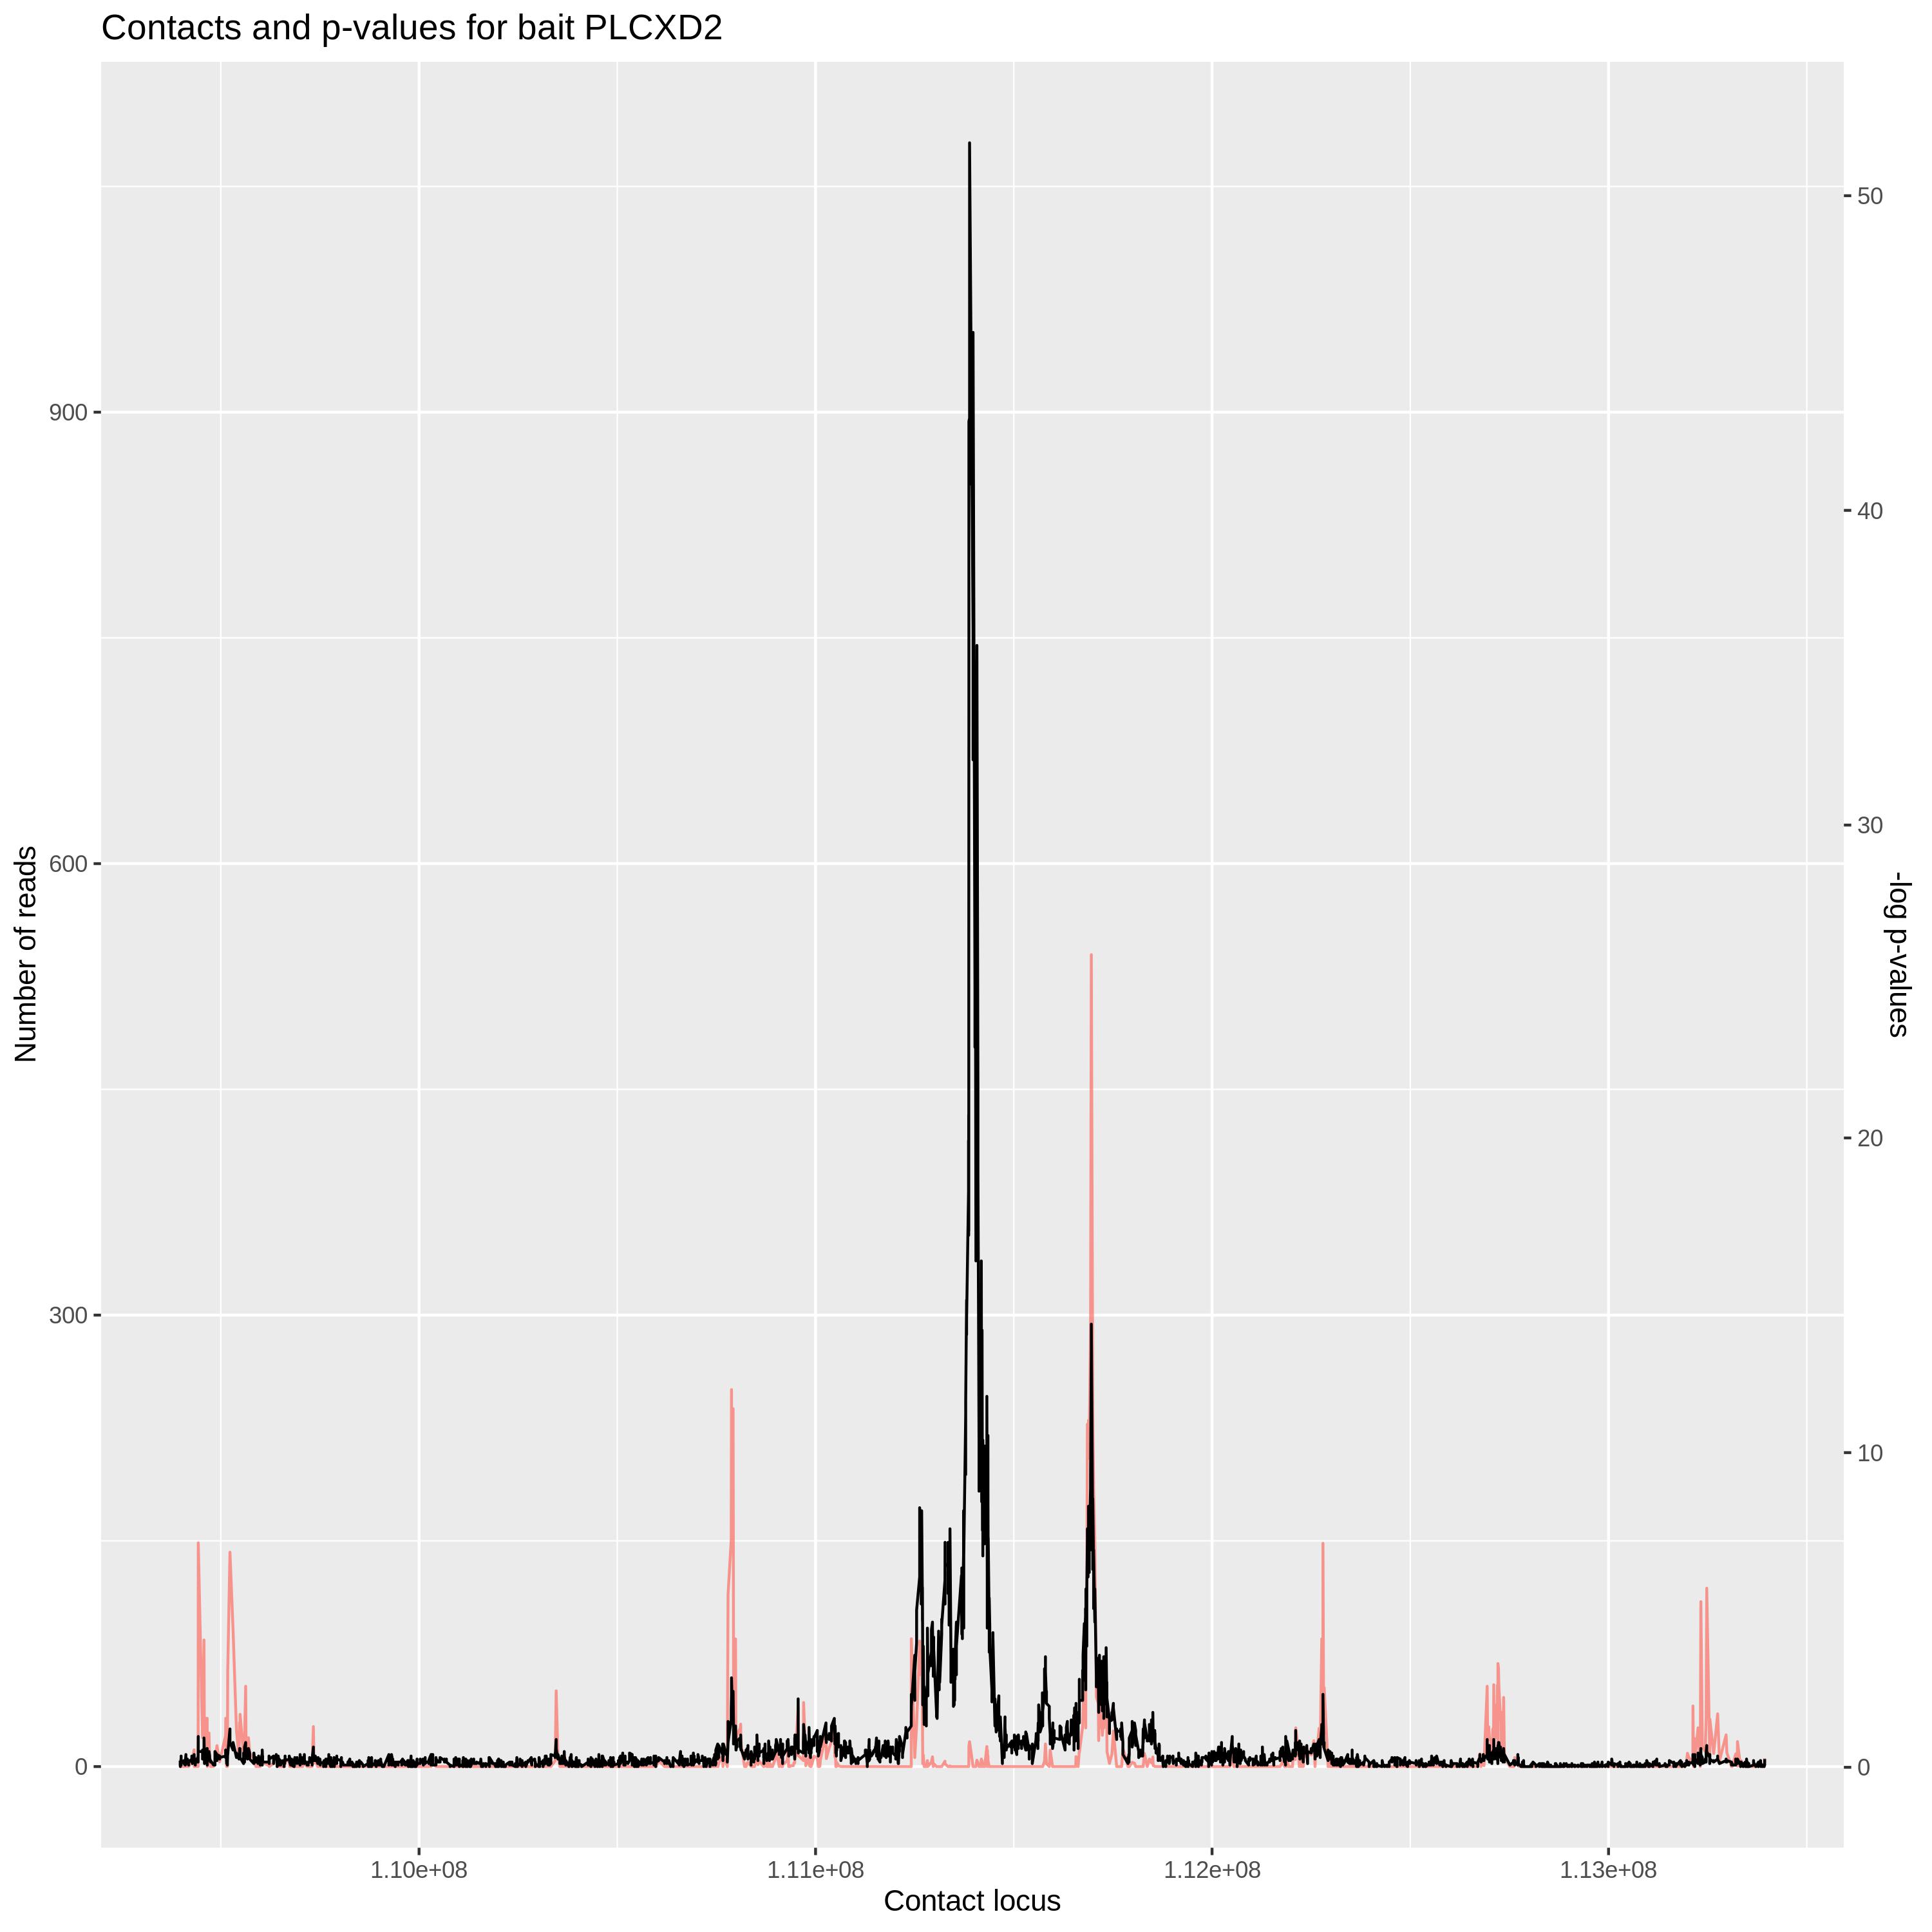 Contacts and p-values for bait PLCXD2
Number of reads
900
600
300
0
50
40
30
20
10
0
-log p-values
1.10e+08
1.11e+08
1.12e+08
1.13e+08
Contact locus